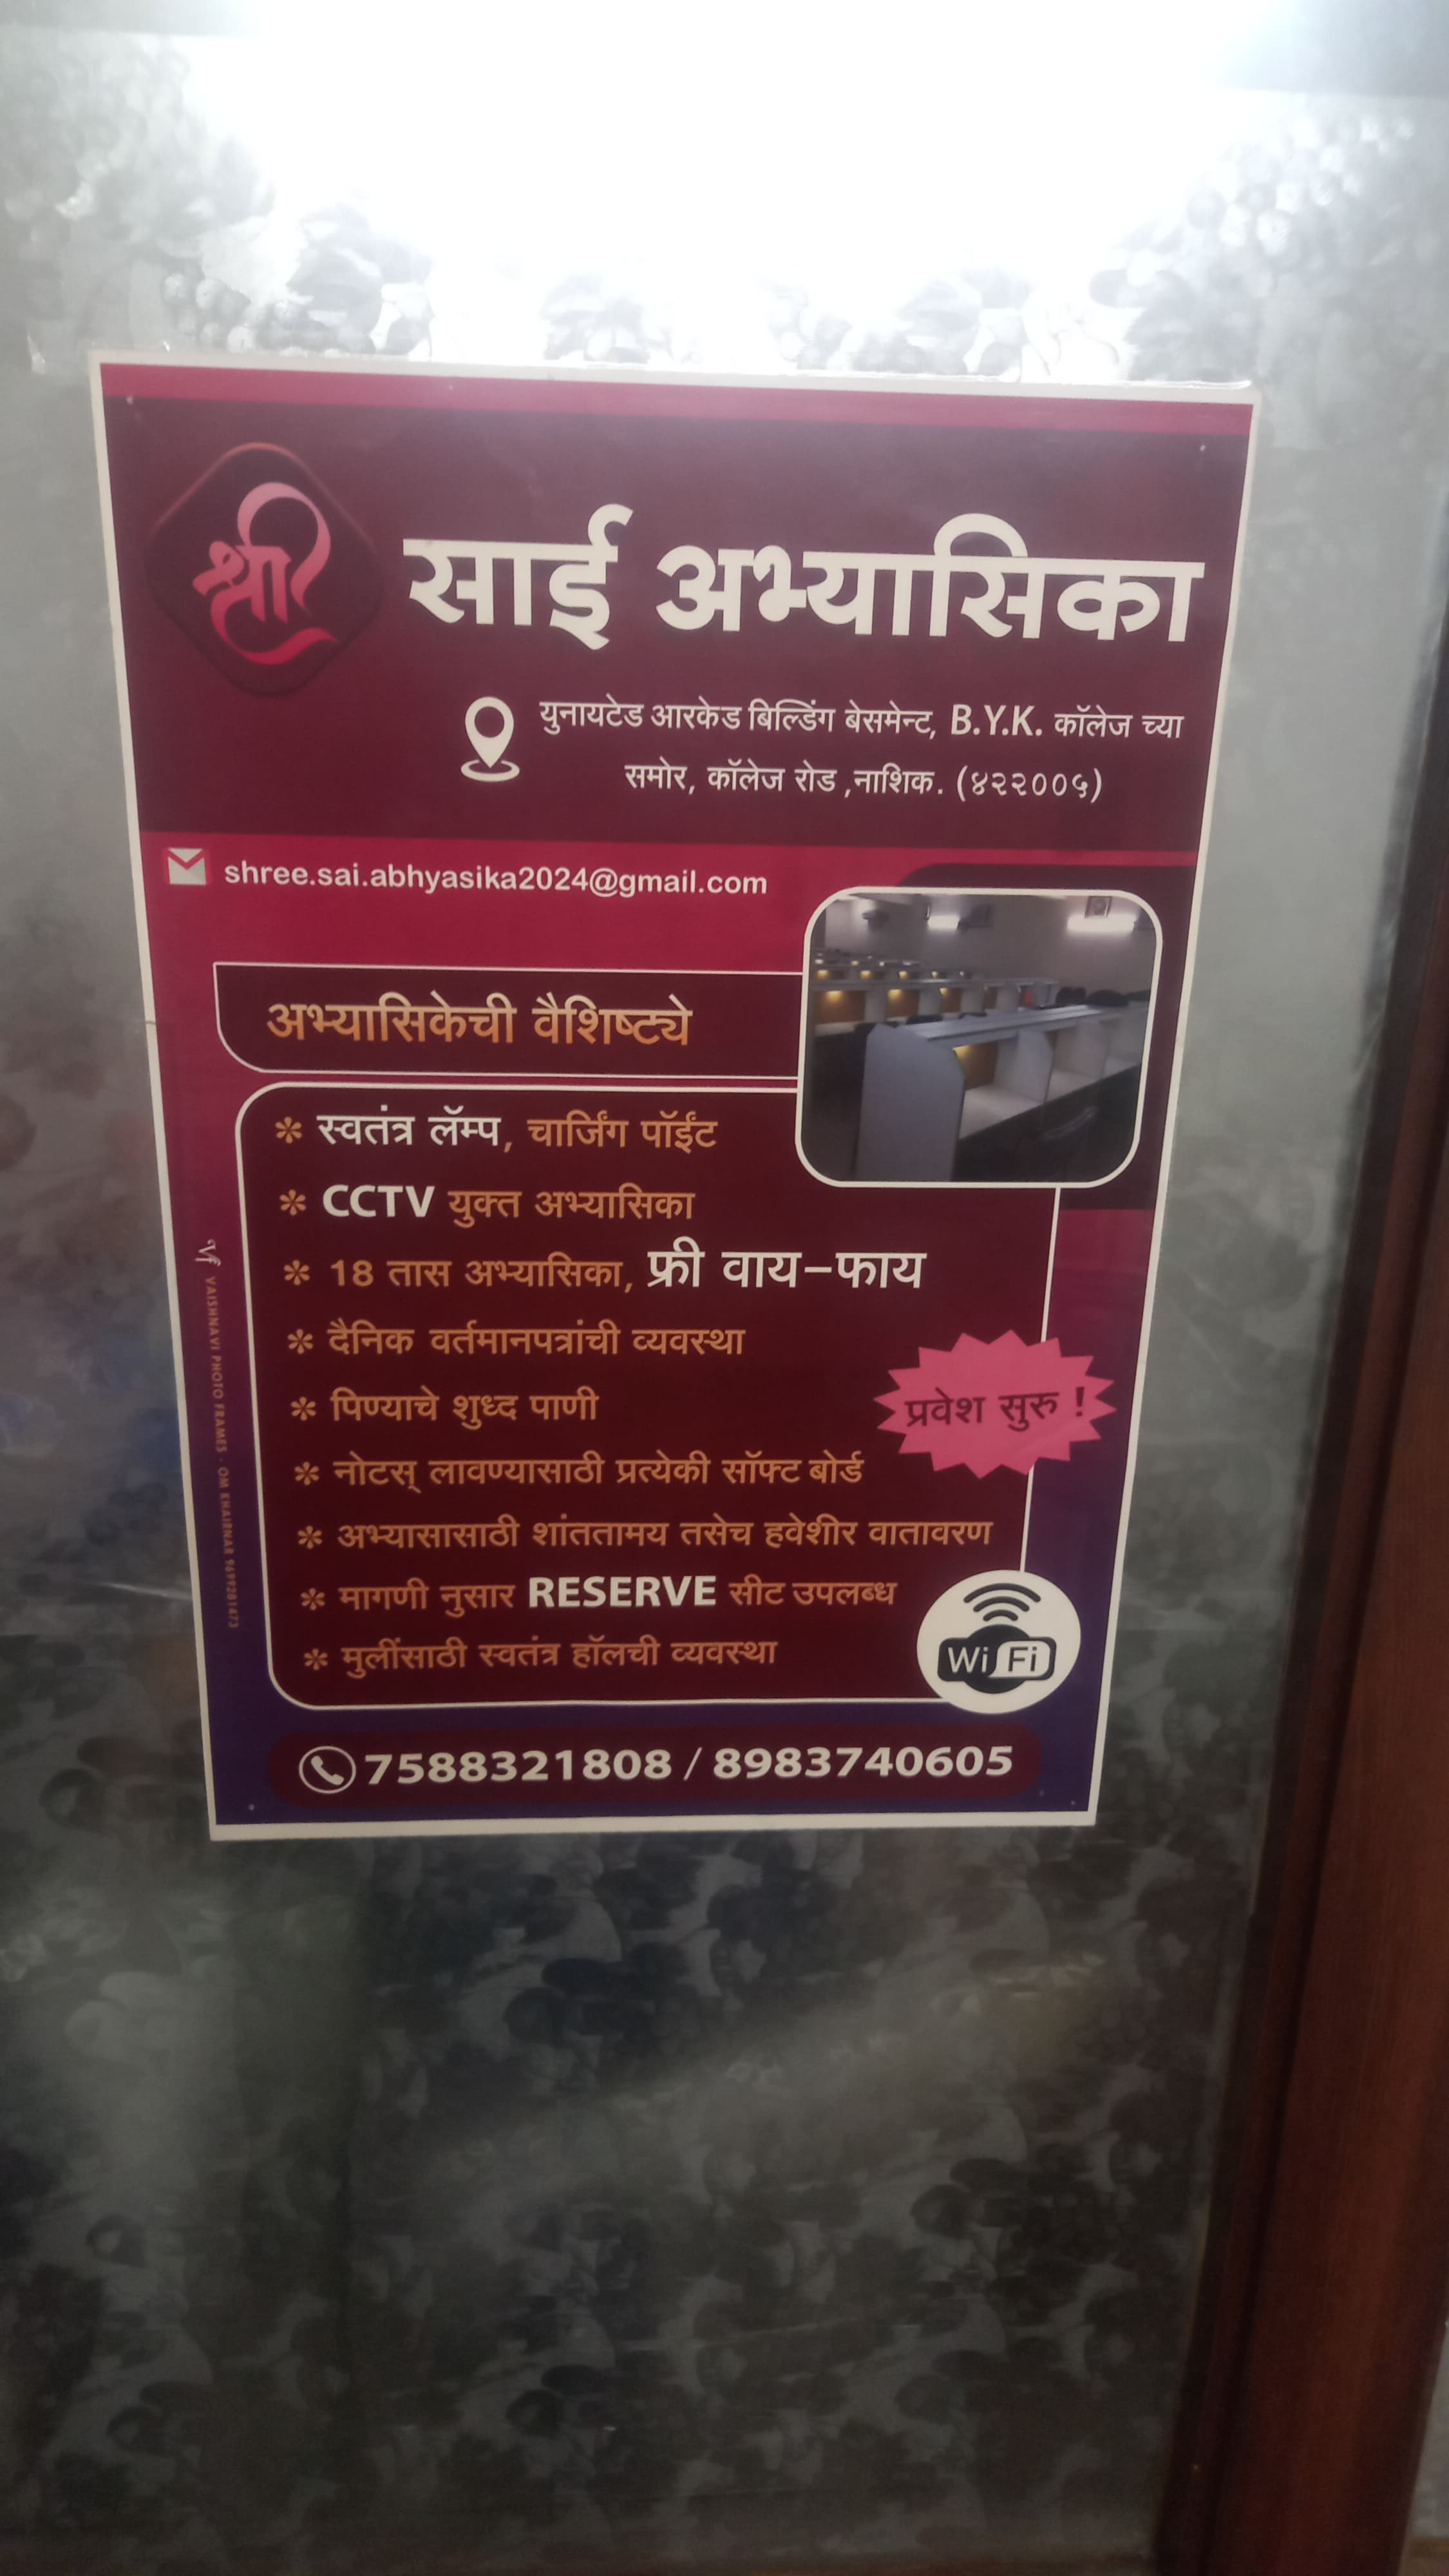 श्री
साई अभ्यासिका
युनायटेड आरकेड बिल्डिंग बेसमेन्ट, B.Y.K. कॉलेज च्या
समोर, कॉलेज रोड ,नाशिक. (४२२००५)
shree.sai.abhyasika2024@gmail.com
अभ्यासिकेची वैशिष्ट्ये
* स्वतंत्र लॅम्प, चार्जिंग पॉईंट
* CCTV युक्त अभ्यासिका
* 18 तास अभ्यासिका, फ्री वाय-फाय
* दैनिक वर्तमानपत्रांची व्यवस्था
* पिण्याचे शुध्द पाणी
प्रवेश सुरु !
* नोटस् लावण्यासाठी प्रत्येकी सॉफ्ट बोर्ड
* अभ्यासासाठी शांततामय तसेच हवेशीर वातावरण
* मागणी नुसार RESERVE सीट उपलब्ध
* मुलींसाठी स्वतंत्र हॉलची व्यवस्था
Wi Fi
7588321808 / 8983740605
Vf VAISHNAVI PHOTO FRAMES - OM KHAIRNAR 9699281473